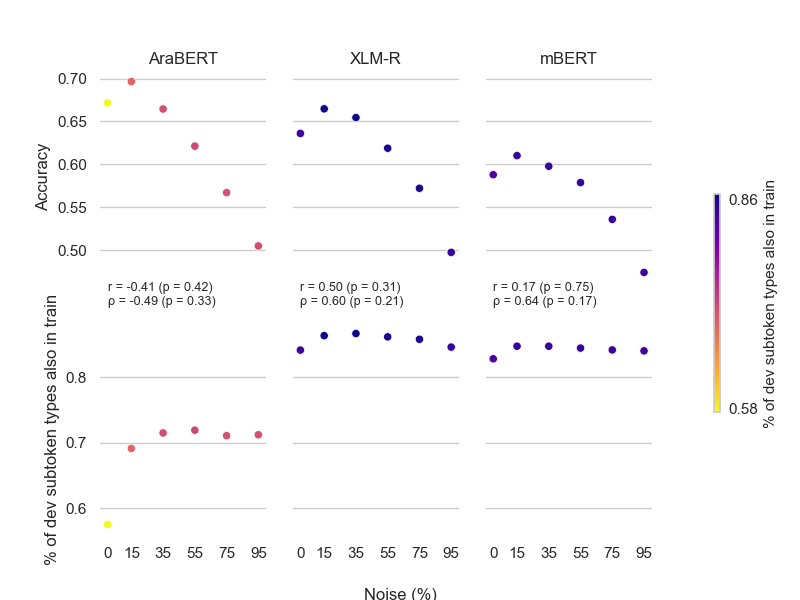 AraBERT XLM-R mBERT
0.70
0.65
0.60
0.55
0.50
Accuracy
r = -0.41 (p = 0.42)
ρ = -0.49 (p = 0.33)
r = 0.50 (p = 0.31)
ρ = 0.60 (p = 0.21)
r = 0.17 (p = 0.75)
ρ = 0.64 (p = 0.17)
0.8
0.7
0.6
% of dev subtoken types also in train
0 15 35 55 75 95 0 15 35 55 75 95 0 15 35 55 75 95
Noise (%)
0.86
0.58
% of dev subtoken types also in train